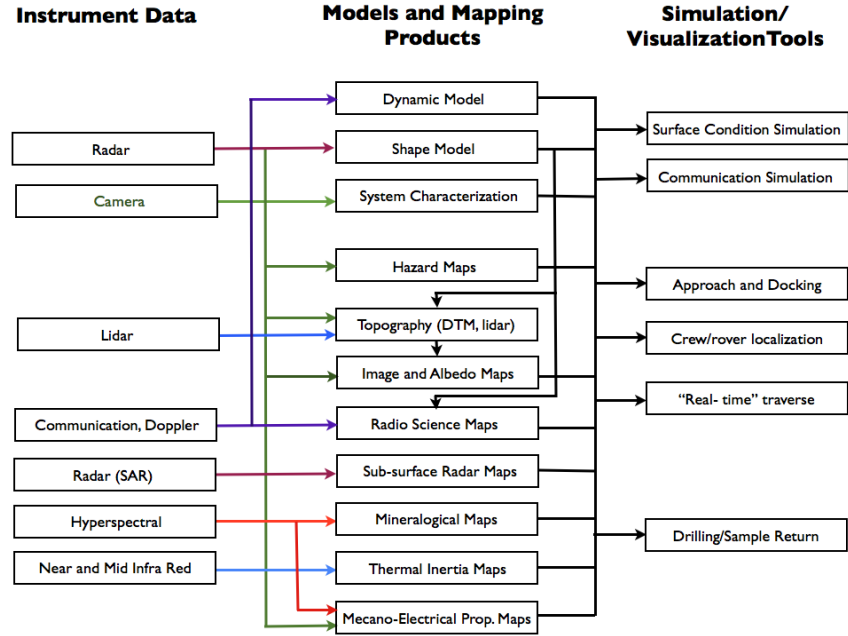 Instrument Data
Models and Mapping
Products
Simulation/
VisualizationTools
Radar
Camera
Lidar
Communication, Doppler
Radar (SAR)
Hyperspectral
Near and Mid Infra Red
Dynamic Model
Shape Model
System Characterization
Hazard Maps
Topography (DTM, lidar)
Image and Albedo Maps
Radio Science Maps
Sub-surface Radar Maps
Mineralogical Maps
Thermal Inertia Maps
Mecano-Electrical Prop. Maps
Surface Condition Simulation
Communication Simulation
Approach and Docking
Crew/rover localization
“Real- time” traverse
Drilling/Sample Return